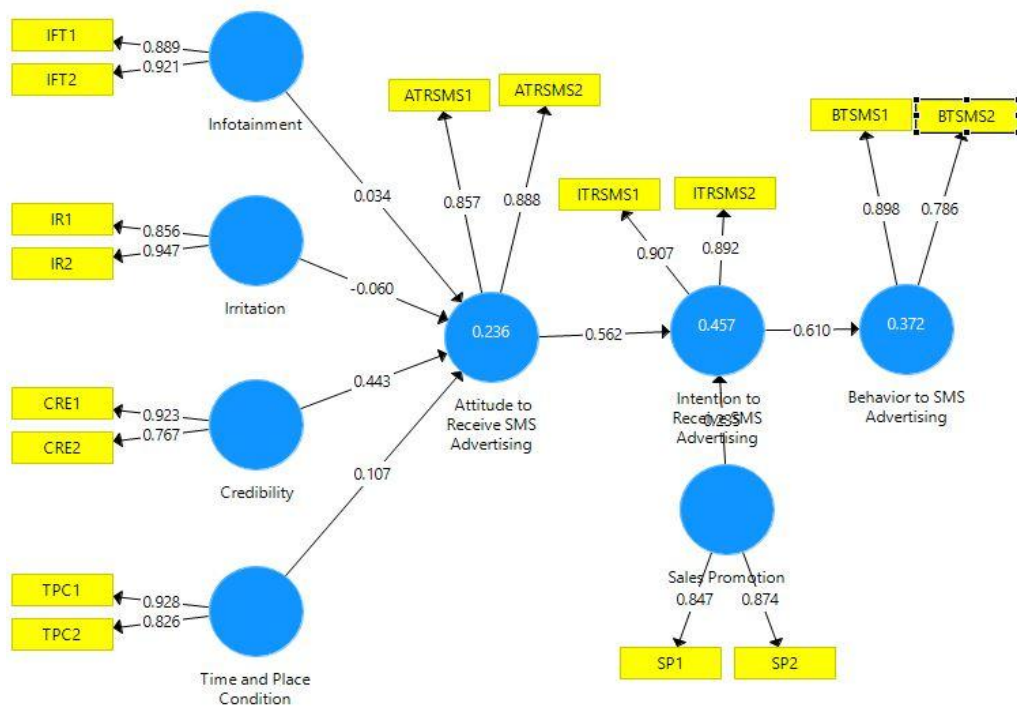 IFT1
0.889
IFT2
0.921
Infotainment
ATRSMS1
ATRSMS2
BTSMS1
BTSMS2
0.034
0.857
0.888
ITRSMS1
ITRSMS2
0.898
0.786
IR1
0.856
IR2
0.947
0.907
0.892
-0.060
Irritation
0.236
0.562
0.457
0.610
0.372
CRE1
0.923
CRE2
0.767
0.443
Credibility
Attitude to
Receive SMS
Advertising
Intention to
Receive SMS
Advertising
Behavior to SMS
Advertising
0.107
TPC1
0.928
TPC2
0.826
Time and Place
Condition
Sales Promotion
0.847
0.874
SP1
SP2